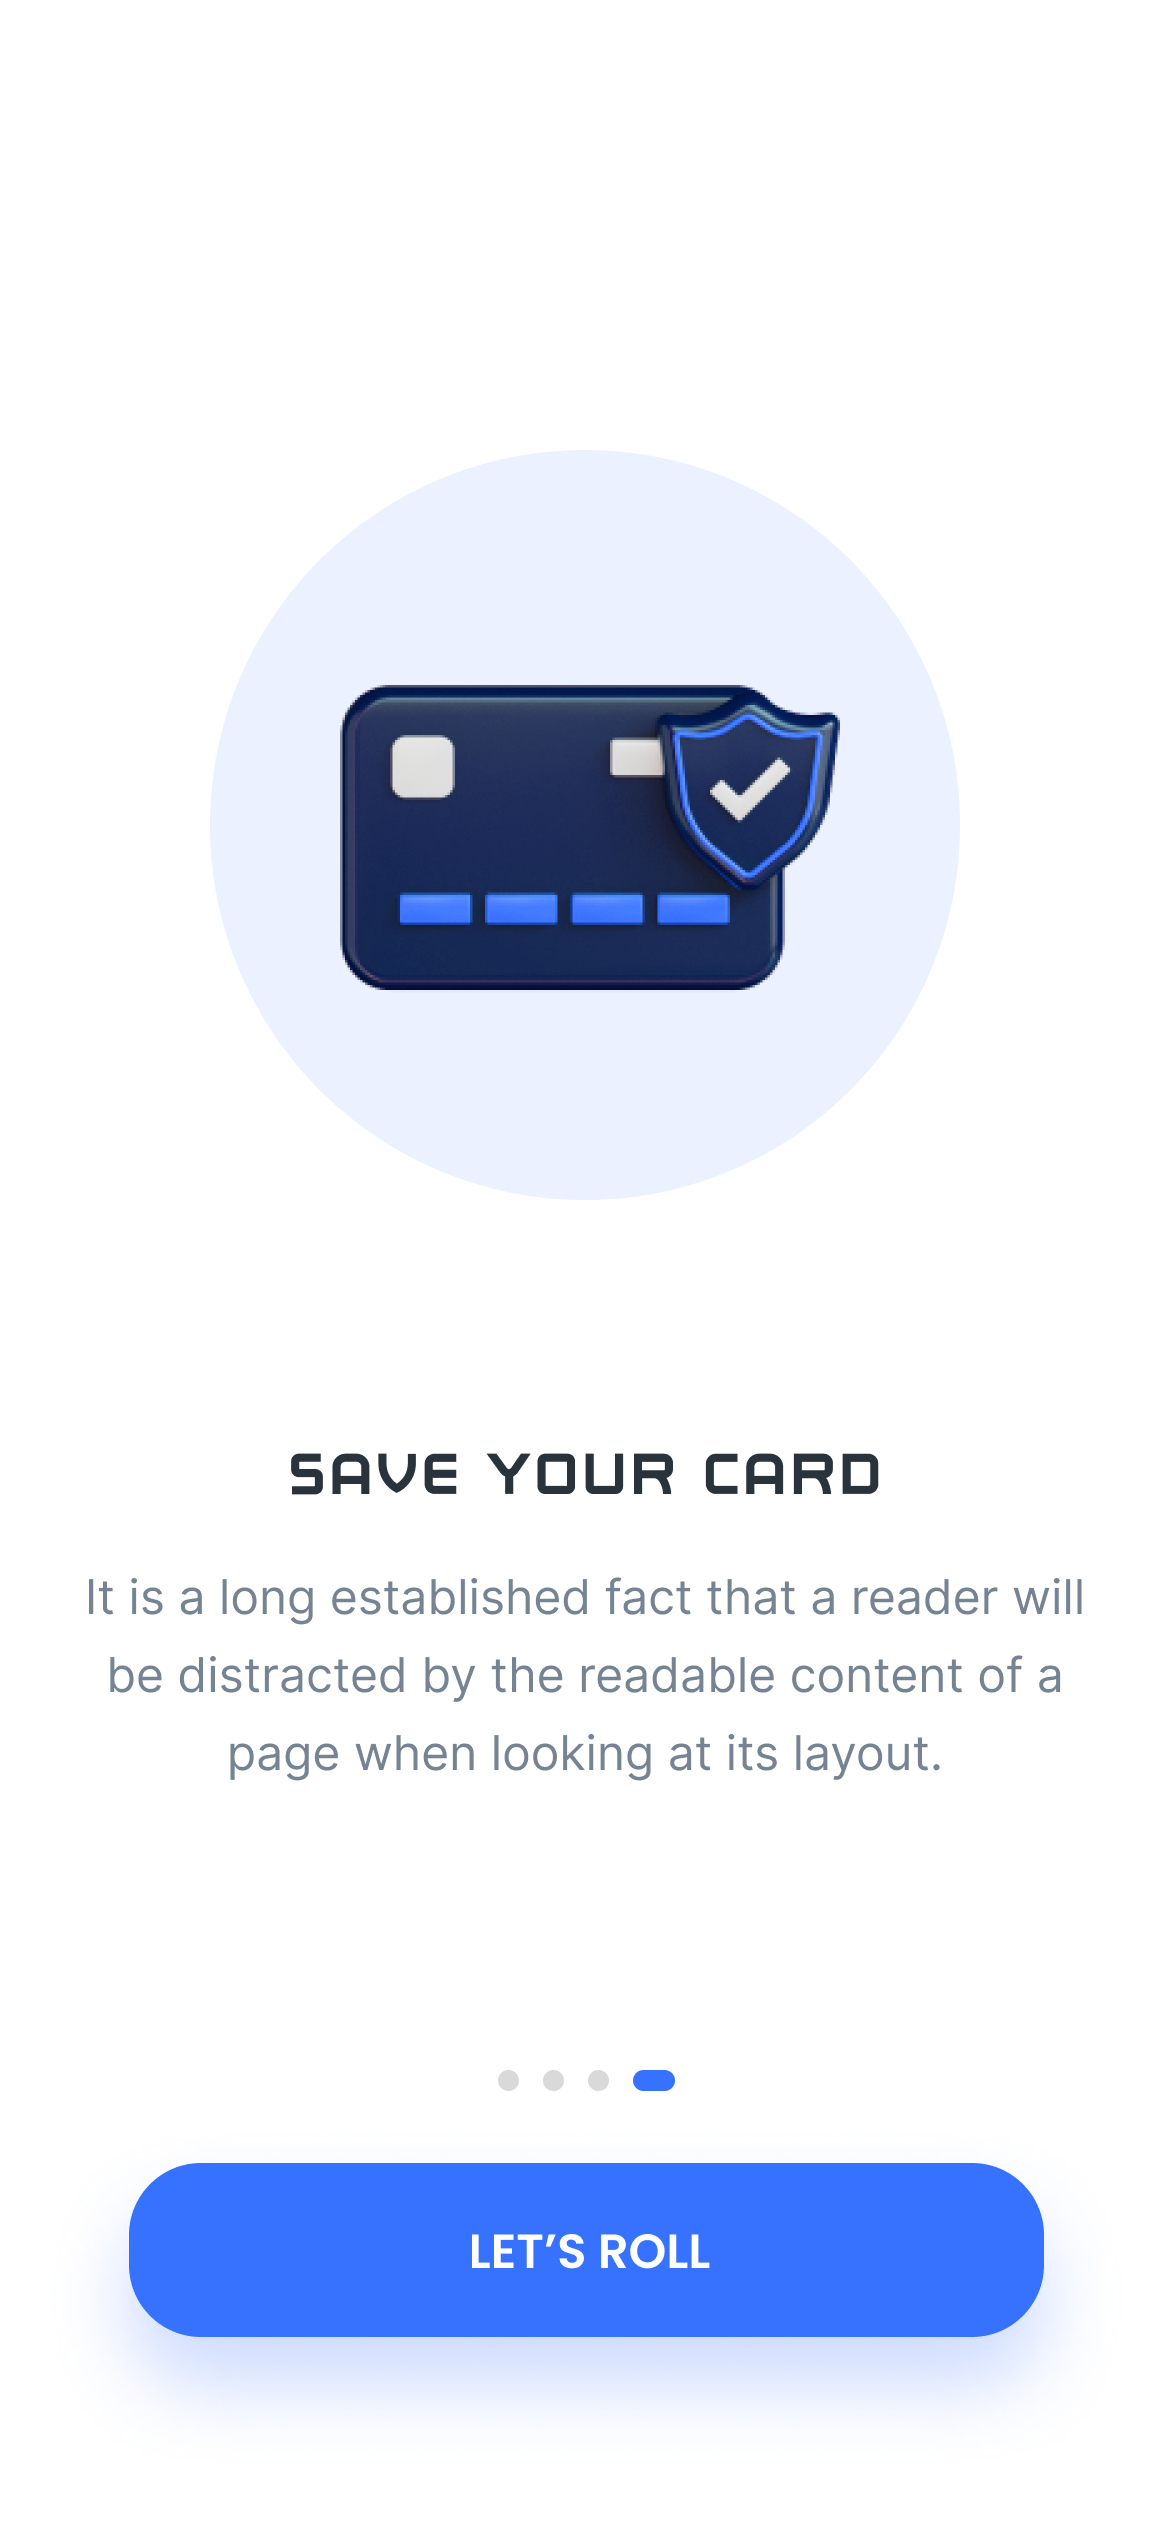 SAVE YOUR CARD
It is a long established fact that a reader will
be distracted by the readable content of a
page when looking at its layout.
LET’S ROLL